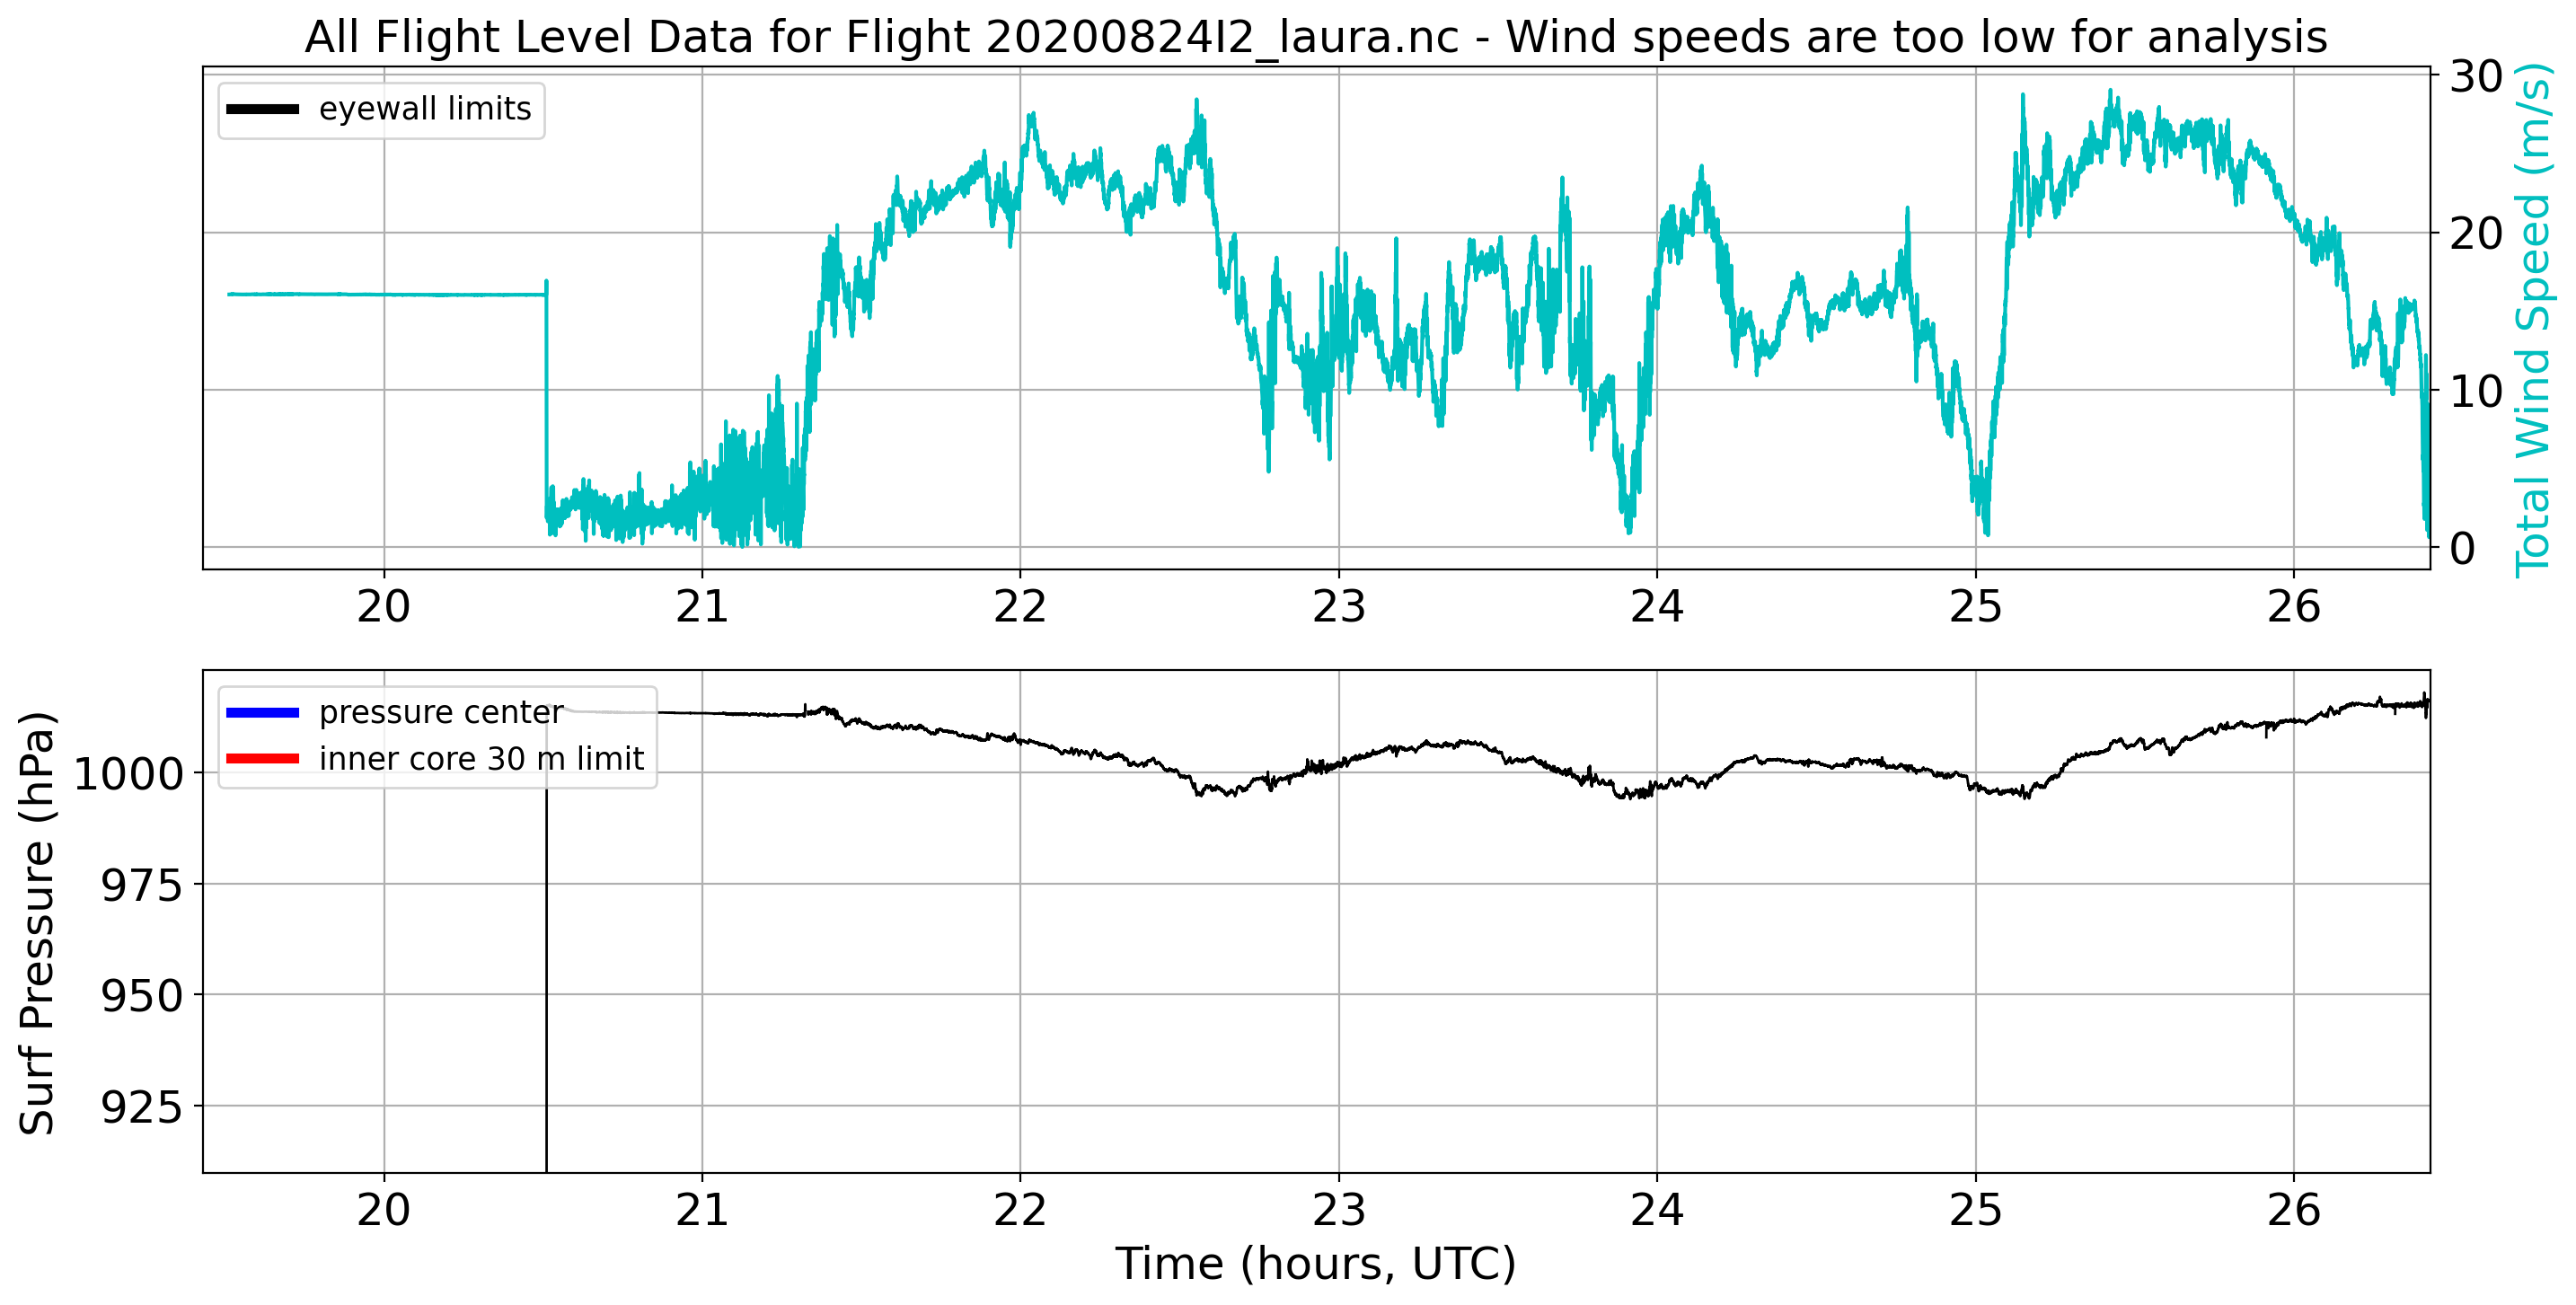 All Flight Level Data for Flight 20200824I2_laura.nc - Wind speeds are too low for analysis
eyewall limits
30
20
10
0
Total Wind Speed (m/s)
20 21 22 23 24 25 26
pressure center
inner core 30 m limit
1000
975
950
925
Surf Pressure (hPa)
20 21 22 23 24 25 26
Time (hours, UTC)